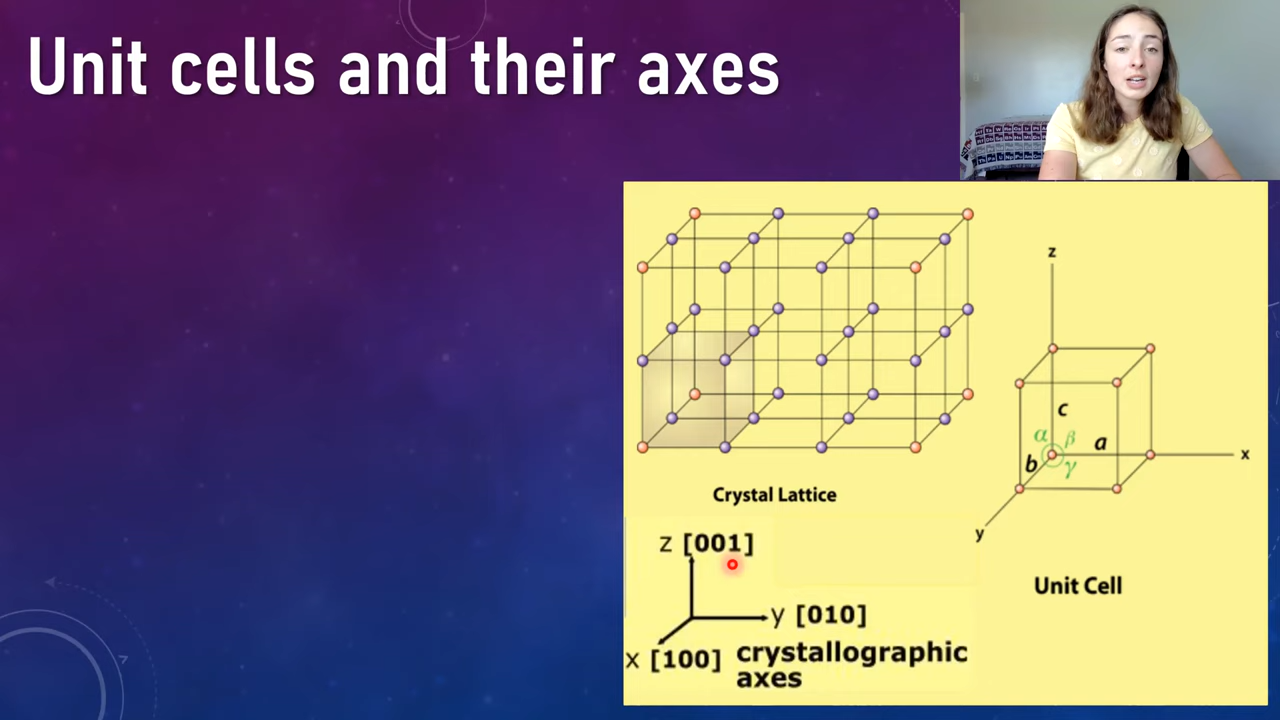 Unit cells and their axes
z
c
α β
a
b
γ
x
y
Crystal Lattice
Unit Cell
z [001]
y [010]
x [100]
crystallographic
axes